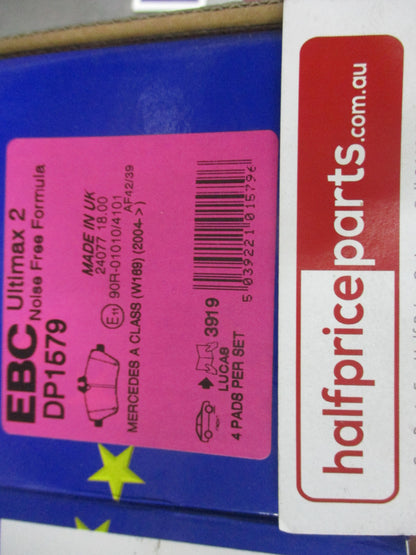 EBC Ultimax 2
Noise Free Formula
DP1579
MADE IN UK
24077 18.00
E11 90R-01010/4101
AF42/39
MERCEDES A CLASS (W169) (2004->)
3919
LUCAS
4 PADS PER SET
5 039221 015796
halfpriceparts.com.au